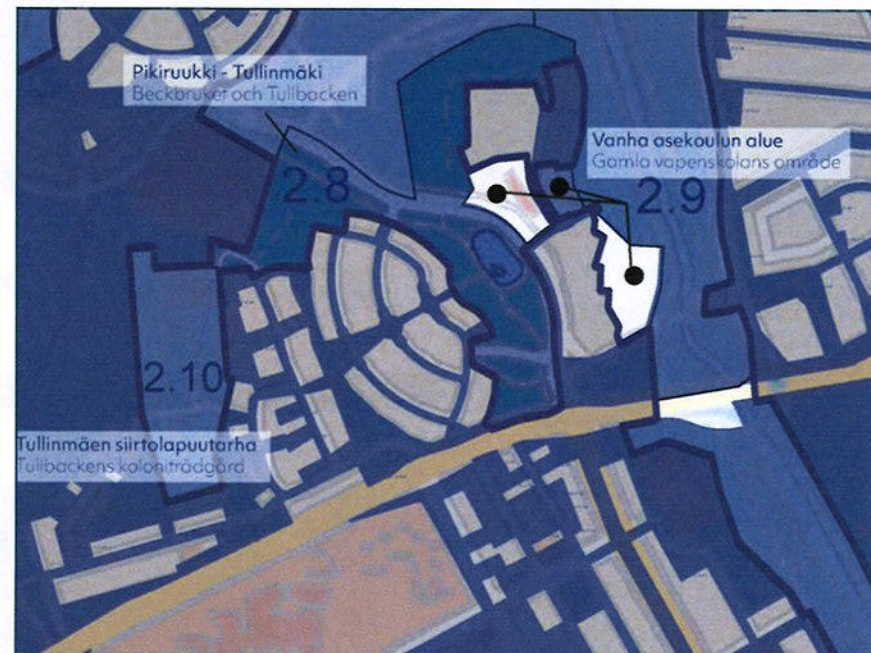 Pikiruukki - Tullinmäki
Beckbruket och Tullbacken
Vanha asekoulun alue
Gamla vapenskolans område
2.8
2.9
2.10
Tullinmäen siirtolapuutarha
Tullbackens koloniträdgård